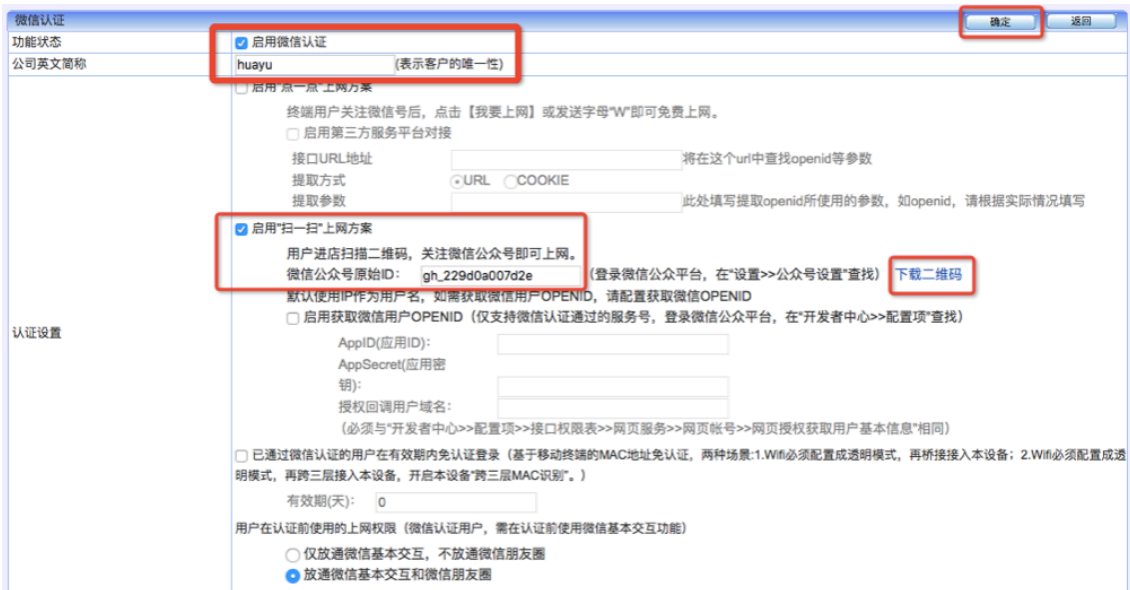 微信认证
确定
返回
功能状态
启用微信认证
公司英文简称
huayu
(表示客户的唯一性)
启用"点一点"上网方案
终端用户关注微信号后，点击【我要上网】或发送字母"W"即可免费上网。
启用第三方服务平台对接
接口URL地址
将在这个url中查找openid等参数
提取方式
URL
COOKIE
提取参数
此处填写提取openid所使用的参数，如openid，请根据实际情况填写
认证设置
启用"扫一扫"上网方案
用户进店扫描二维码，关注微信公众号即可上网。
微信公众号原始ID：
gh_229d0a007d2e
（登录微信公众平台，在"设置>>公众号设置"查找）
下载二维码
默认使用IP作为用户名，如需获取微信用户OPENID，请配置获取微信OPENID
启用获取微信用户OPENID（仅支持微信认证通过的服务号，登录微信公众平台，在"开发者中心>>配置项"查找）
AppID(应用ID):
AppSecret(应用密
钥):
授权回调用户域名：
（必须与"开发者中心>>配置项>>接口权限表>>网页服务>>网页帐号>>网页授权获取用户基本信息"相同）
已通过微信认证的用户在有效期内免认证登录（基于移动终端的MAC地址免认证，两种场景:1.Wifi必须配置成透明模式，再桥接接入本设备；2.Wifi必须配置成透
明模式，再跨三层接入本设备，开启本设备"跨三层MAC识别"。）
有效期(天):
0
用户在认证前使用的上网权限（微信认证用户，需在认证前使用微信基本交互功能）
仅放通微信基本交互，不放通微信朋友圈
放通微信基本交互和微信朋友圈